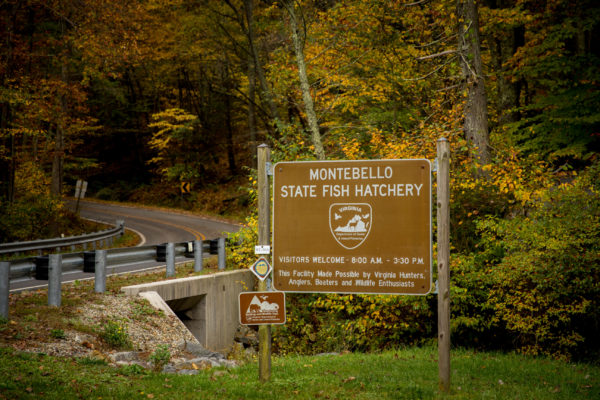 MONTEBELLO
STATE FISH HATCHERY
VIRGINIA
VISITORS WELCOME - 8:00 A.M. - 3:30 P.M.
This Facility Made Possible by Virginia Hunters,
Anglers, Boaters and Wildlife Enthusiasts